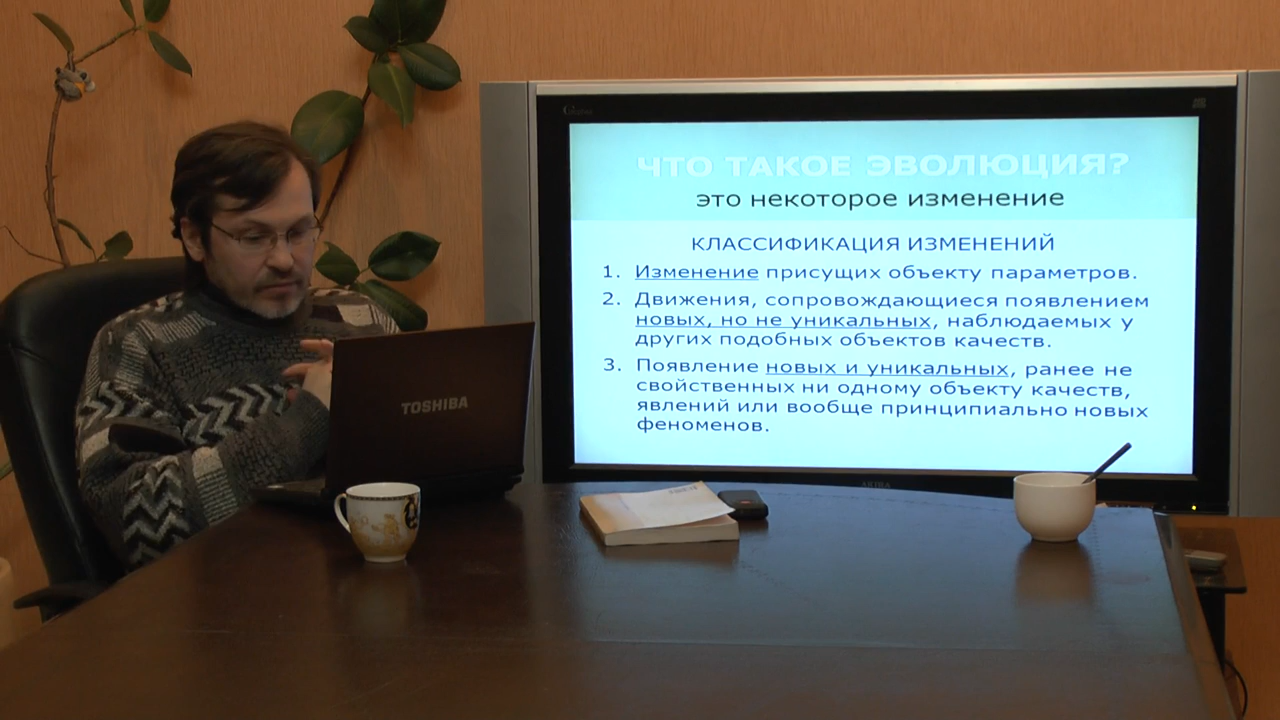 ЧТО ТАКОЕ ЭВОЛЮЦИЯ?
это некоторое изменение
КЛАССИФИКАЦИЯ ИЗМЕНЕНИЙ
1. Изменение присущих объекту параметров.
2. Движения, сопровождающиеся появлением
новых, но не уникальных, наблюдаемых у
других подобных объектов качеств.
3. Появление новых и уникальных, ранее не
свойственных ни одному объекту качеств,
явлений или вообще принципиально новых
феноменов.
TOSHIBA
AKIRA